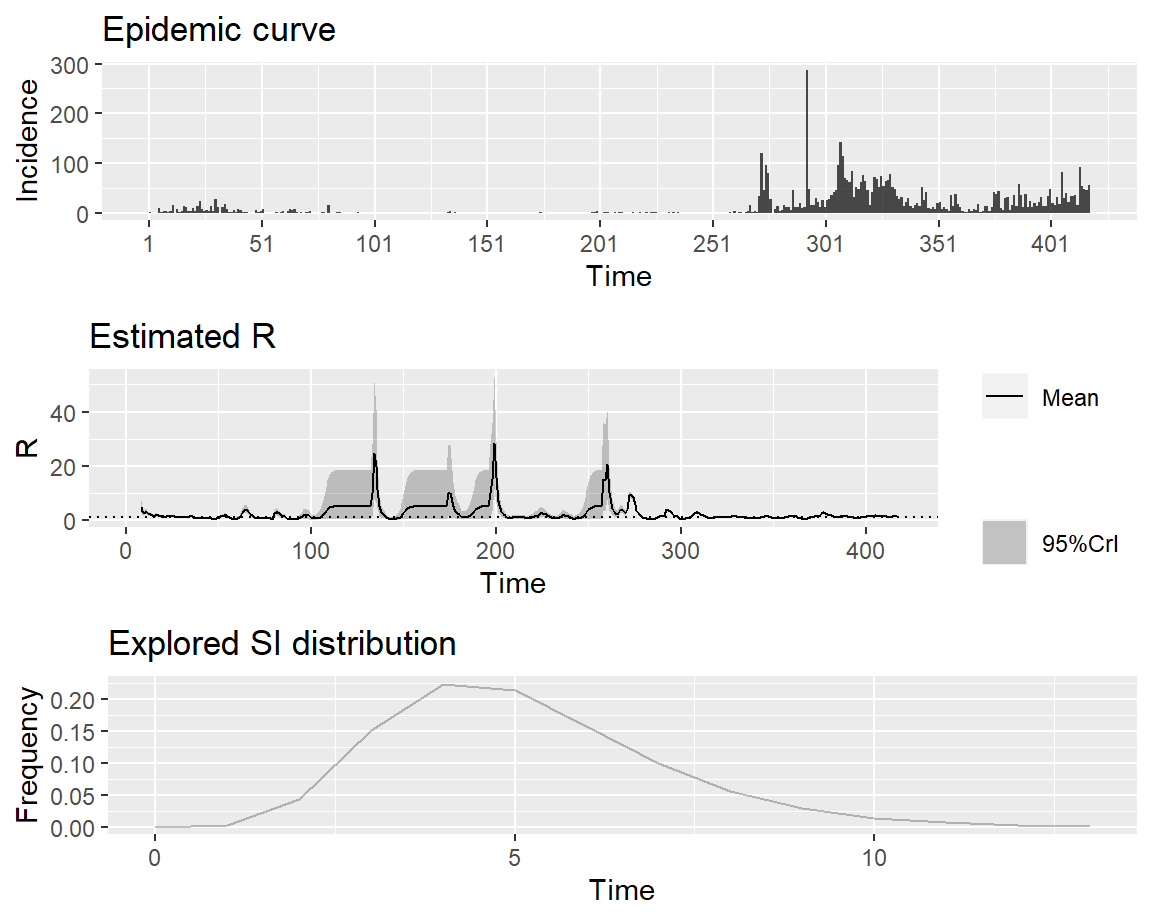 Epidemic curve
300
200
100
0
Incidence
1 51 101 151 201 251 301 351 401
Time
Estimated R
40
20
0
R
0 100 200 300 400
Time
Mean
95%CrI
Explored SI distribution
0.20
0.15
0.10
0.05
0.00
Frequency
0 5 10
Time